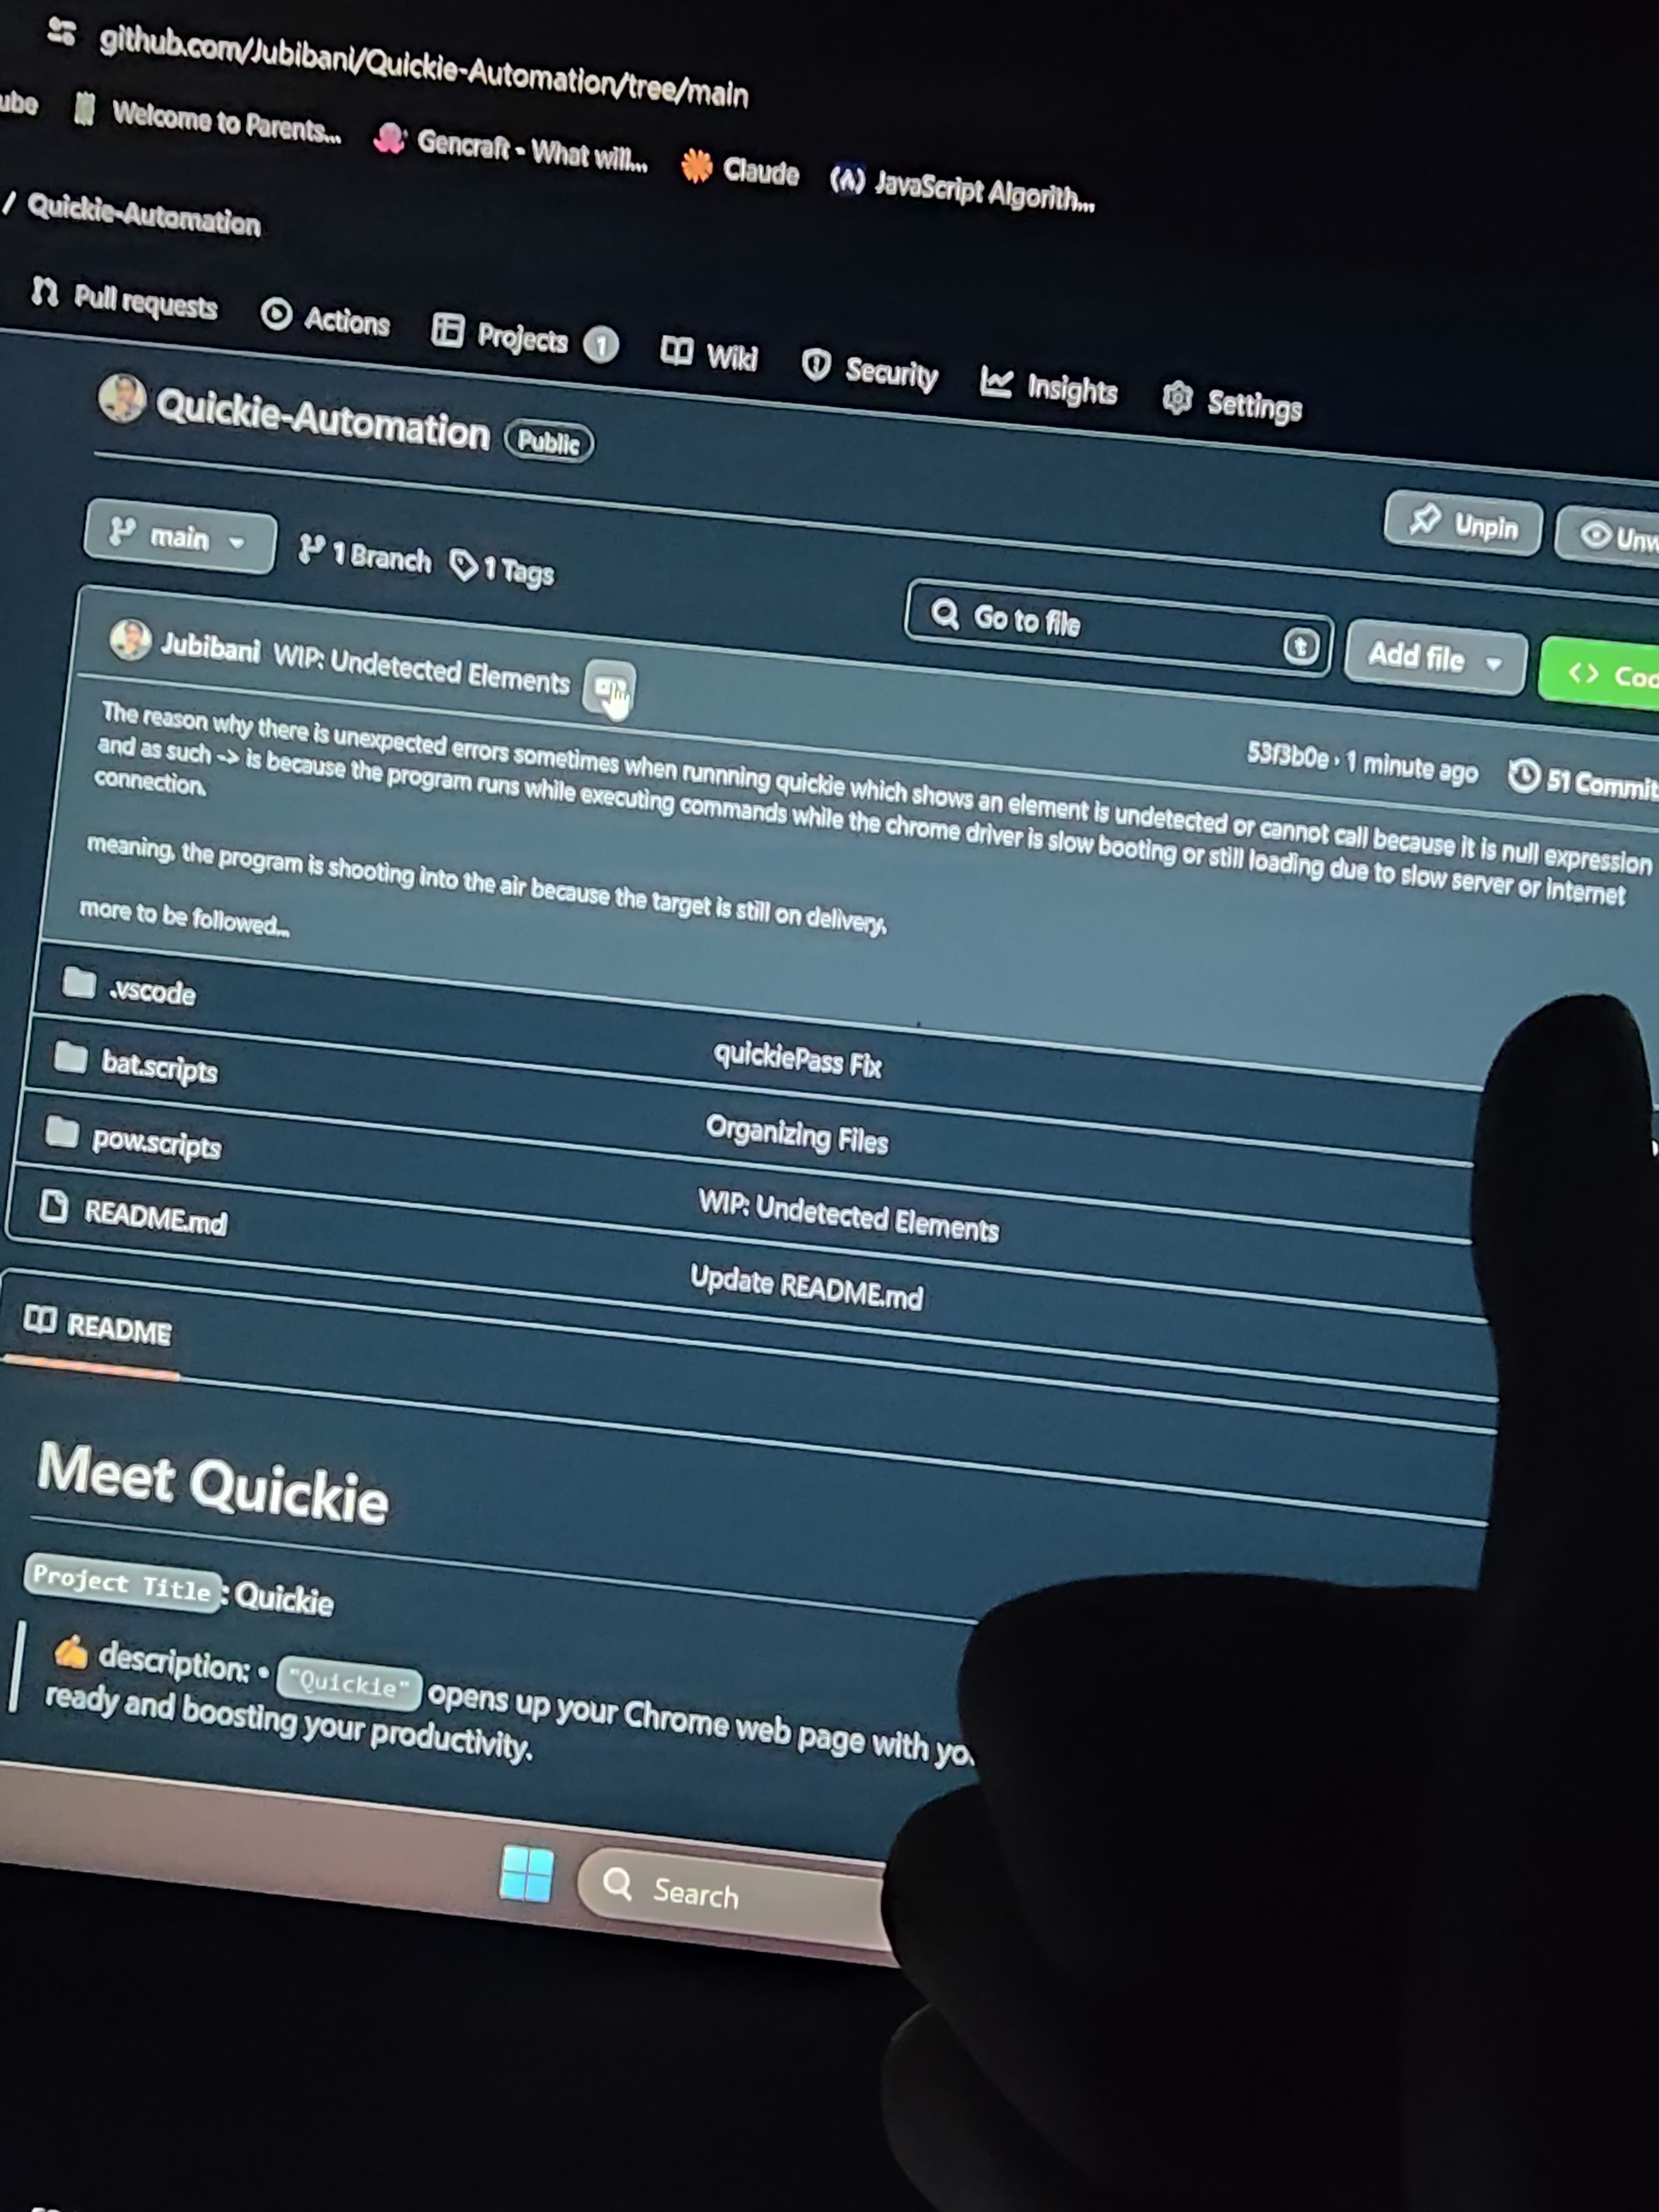 github.com/Jubibani/Quickie-Automation/tree/main
ube Welcome to Parents... Gencraft - What will... Claude (A) JavaScript Algorith...
/ Quickie-Automation
Pull requests Actions Projects 1 Wiki Security Insights Settings
Quickie-Automation Public
Unpin Unw
main 1 Branch 1 Tags
Go to file t Add file <> Cod
Jubibani WIP: Undetected Elements
53f3b0e · 1 minute ago 51 Commit
The reason why there is unexpected errors sometimes when runnning quickie which shows an element is undetected or cannot call because it is null expression
and as such -> is because the program runs while executing commands while the chrome driver is slow booting or still loading due to slow server or internet
connection.
meaning, the program is shooting into the air because the target is still on delivery.
more to be followed...
.vscode quickiePass Fix
bat.scripts Organizing Files
pow.scripts WIP: Undetected Elements
README.md Update README.md
README
Meet Quickie
Project Title : Quickie
description: • "Quickie" opens up your Chrome web page with yo
ready and boosting your productivity.
Search